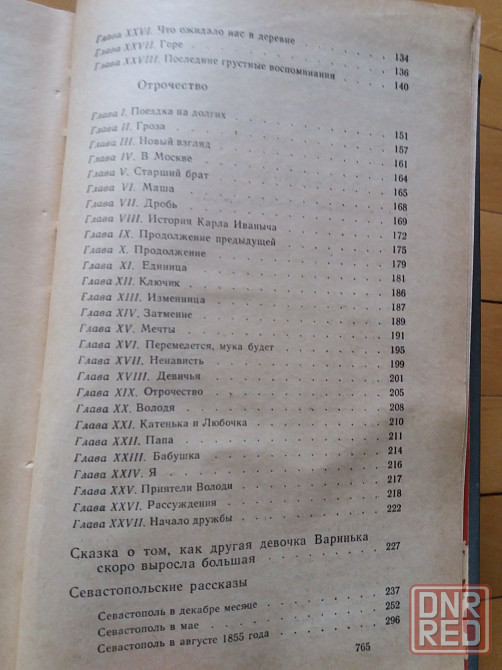 Глава XXVI. Что ожидало нас в деревне 134
Глава XXVII. Горе 136
Глава XXVIII. Последние грустные воспоминания 140
Отрочество
Глава I. Поездка на долгих 151
Глава II. Гроза 157
Глава III. Новый взгляд 161
Глава IV. В Москве 164
Глава V. Старший брат 165
Глава VI. Маша 168
Глава VII. Дробь 169
Глава VIII. История Карла Иваныча 172
Глава IX. Продолжение предыдущей 175
Глава X. Продолжение 179
Глава XI. Единица 181
Глава XII. Ключик 186
Глава XIII. Изменница 187
Глава XIV. Затмение 189
Глава XV. Мечты 191
Глава XVI. Перемелется, мука будет 195
Глава XVII. Ненависть 199
Глава XVIII. Девичья 201
Глава XIX. Отрочество 205
Глава XX. Володя 208
Глава XXI. Катенька и Любочка 210
Глава XXII. Папа 211
Глава XXIII. Бабушка 214
Глава XXIV. Я 216
Глава XXV. Приятели Володи 217
Глава XXVI. Рассуждения 218
Глава XXVII. Начало дружбы 222
Сказка о том, как другая девочка Варинька
скоро выросла большая 227
Севастопольские рассказы
Севастополь в декабре месяце 237
Севастополь в мае 252
Севастополь в августе 1855 года 296
765
DNR
RED